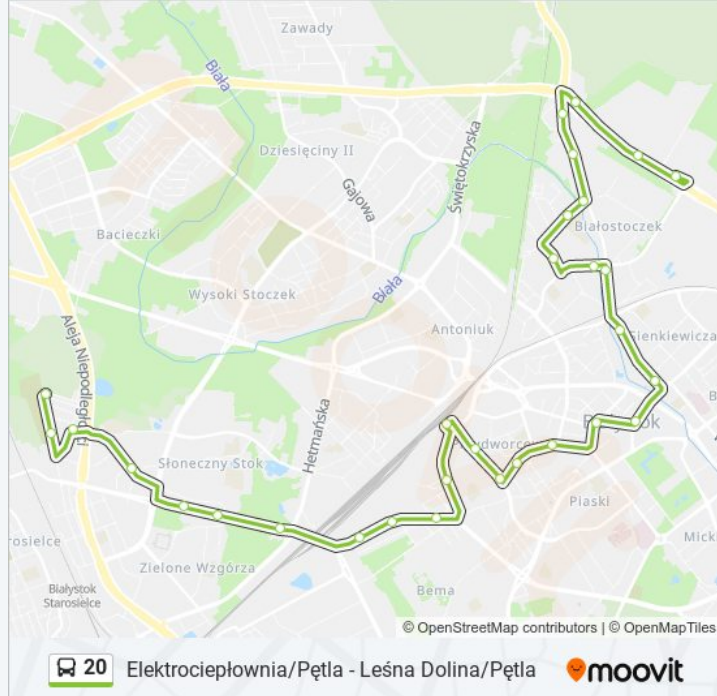 Zawady
Biała
Dziesięciny II
Świętokrzyska
Gajowa
Białostoczek
Bacieczki
Biała
Wysoki Stoczek
Antoniuk
Sienkiewicza
Aleja Niepodległości
Hetmańska
Słoneczny Stok
Piaski
Zielone Wzgórza
Białystok
Starosielce
Bema
© OpenStreetMap contributors | © OpenMapTiles
20 Elektrociepłownia/Pętla - Leśna Dolina/Pętla
moovit